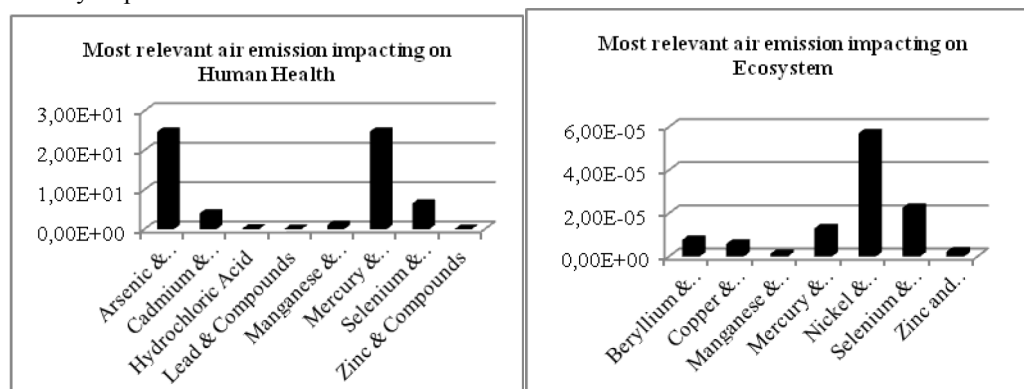 Most relevant air emission impacting on
Human Health
3,00E+01
2,00E+01
1,00E+01
0,00E+00
Arsenic &..
Cadmium &..
Hydrochloric Acid
Lead & Compounds
Manganese &..
Mercury &..
Selenium &..
Zinc & Compounds
Most relevant air emission impacting on
Ecosystem
6,00E-05
4,00E-05
2,00E-05
0,00E+00
Beryllium &..
Copper &..
Manganese &..
Mercury &..
Nickel &..
Selenium &..
Zinc and..